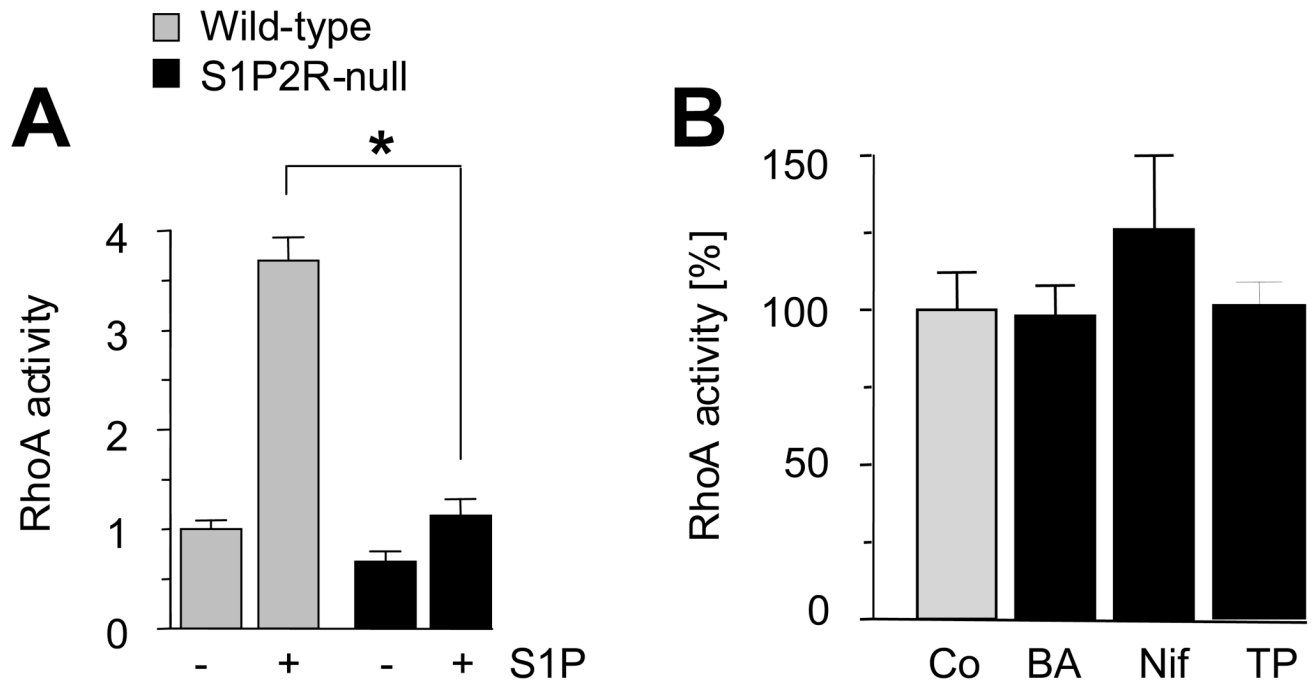 Wild-type
S1P2R-null
A
*
RhoA activity
4
3
2
1
0
- + - + S1P
B
RhoA activity [%]
150
100
50
0
Co BA Nif TP